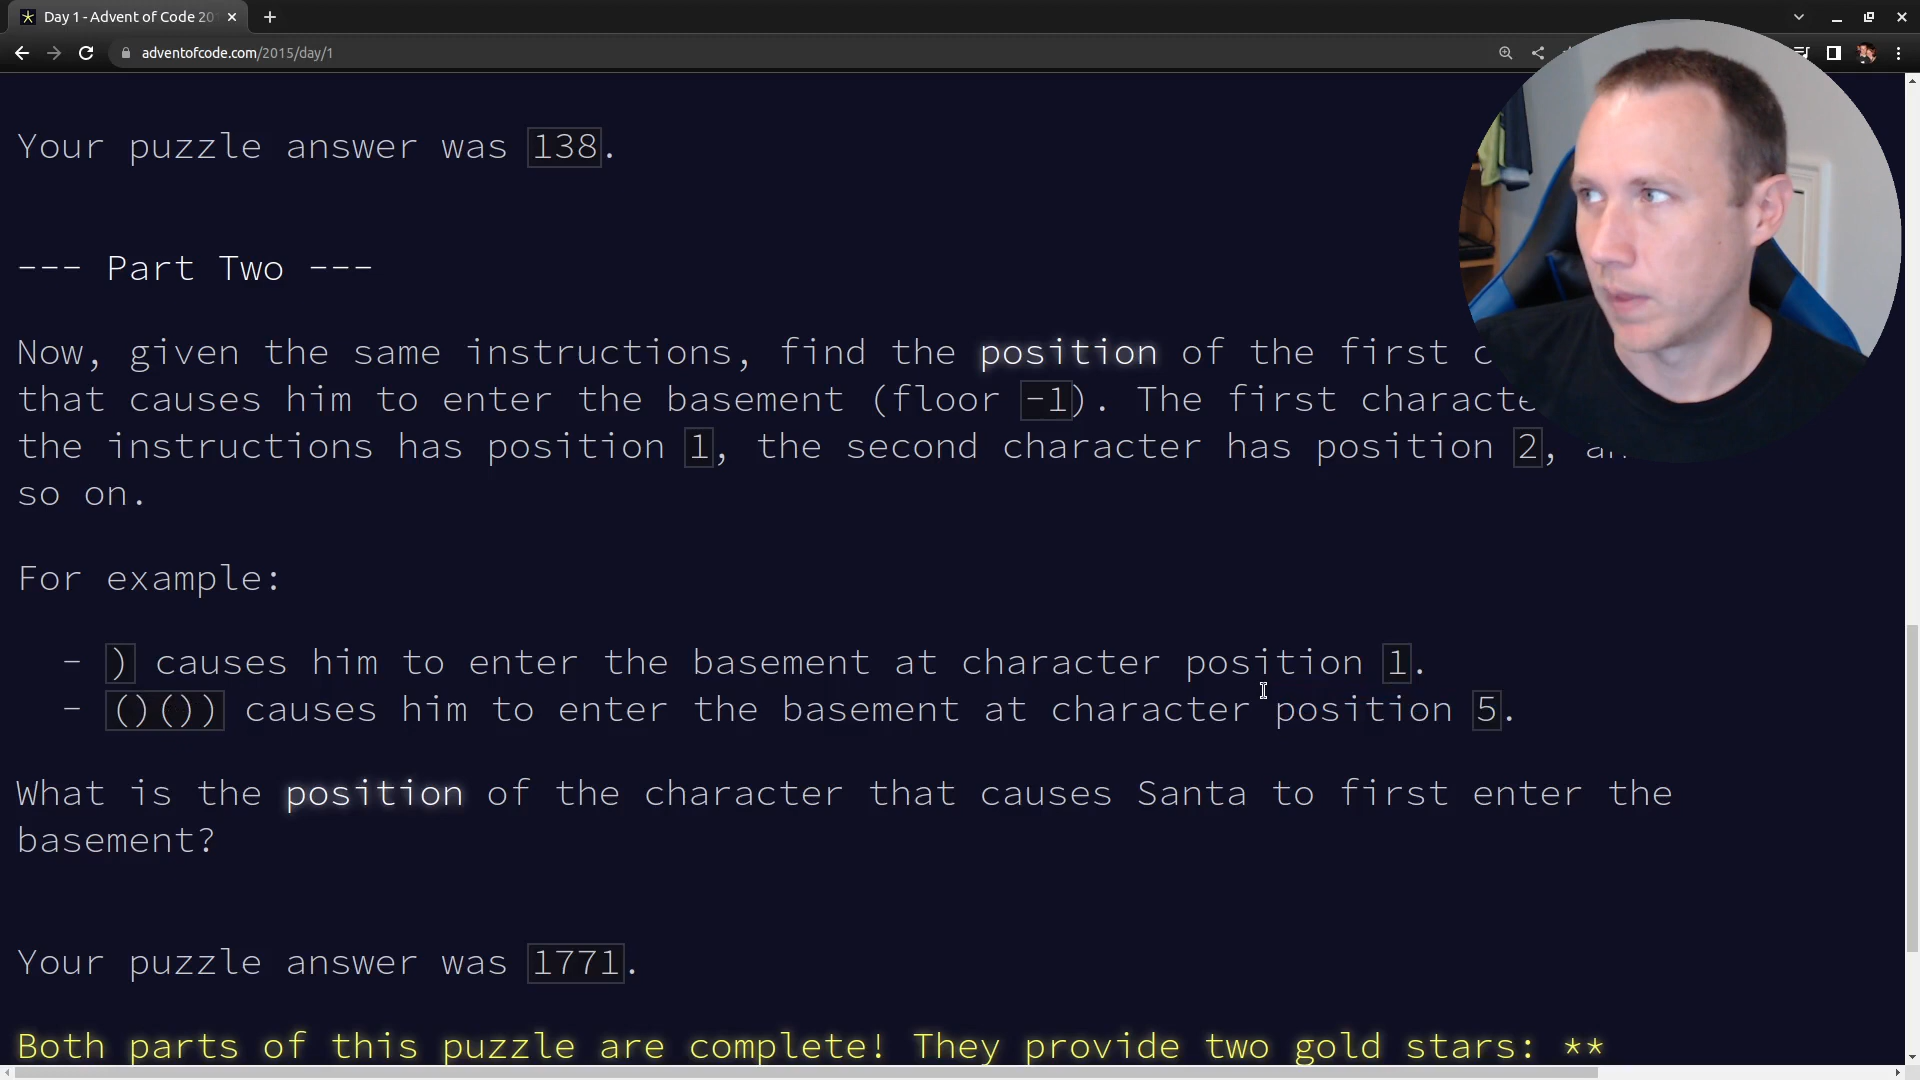 Day 1 - Advent of Code 20
adventofcode.com/2015/day/1
Your puzzle answer was 138.
--- Part Two ---
Now, given the same instructions, find the position of the first c
that causes him to enter the basement (floor -1). The first characte
the instructions has position 1, the second character has position 2, an
so on.
For example:
- ) causes him to enter the basement at character position 1.
- ()()) causes him to enter the basement at character position 5.
What is the position of the character that causes Santa to first enter the
basement?
Your puzzle answer was 1771.
Both parts of this puzzle are complete! They provide two gold stars: **